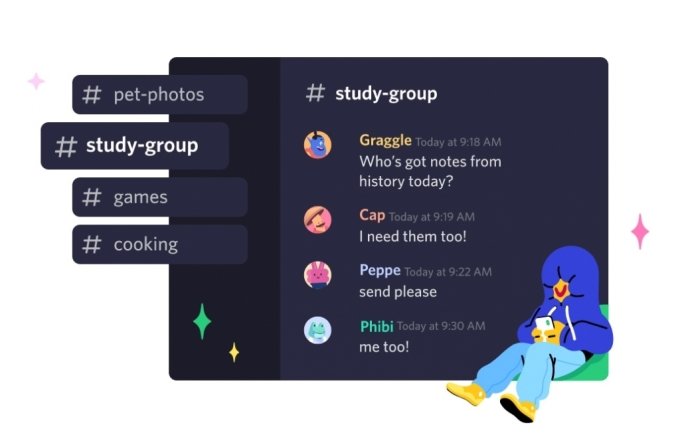 # pet-photos
# study-group
# games
# cooking
# study-group
Graggle Today at 9:18 AM
Who's got notes from
history today?
Cap Today at 9:19 AM
I need them too!
Peppe Today at 9:22 AM
send please
Phibi Today at 9:30 AM
me too!